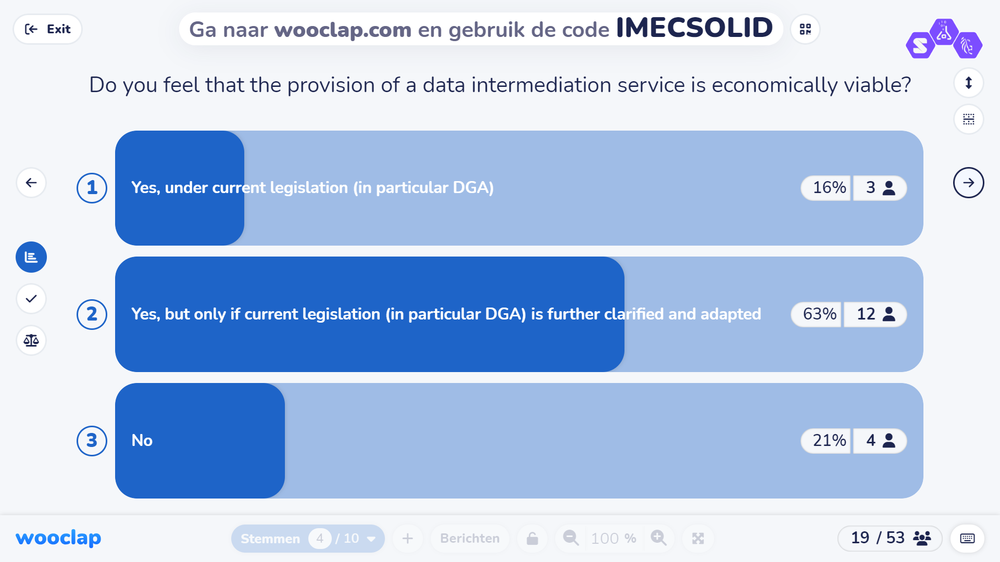 Exit
Ga naar wooclap.com en gebruik de code IMECSOLID
Do you feel that the provision of a data intermediation service is economically viable?
1
Yes, under current legislation (in particular DGA)
16% 3
2
Yes, but only if current legislation (in particular DGA) is further clarified and adapted
63% 12
3
No
21% 4
wooclap
Stemmen 4 / 10
+
Berichten
100 %
19 / 53